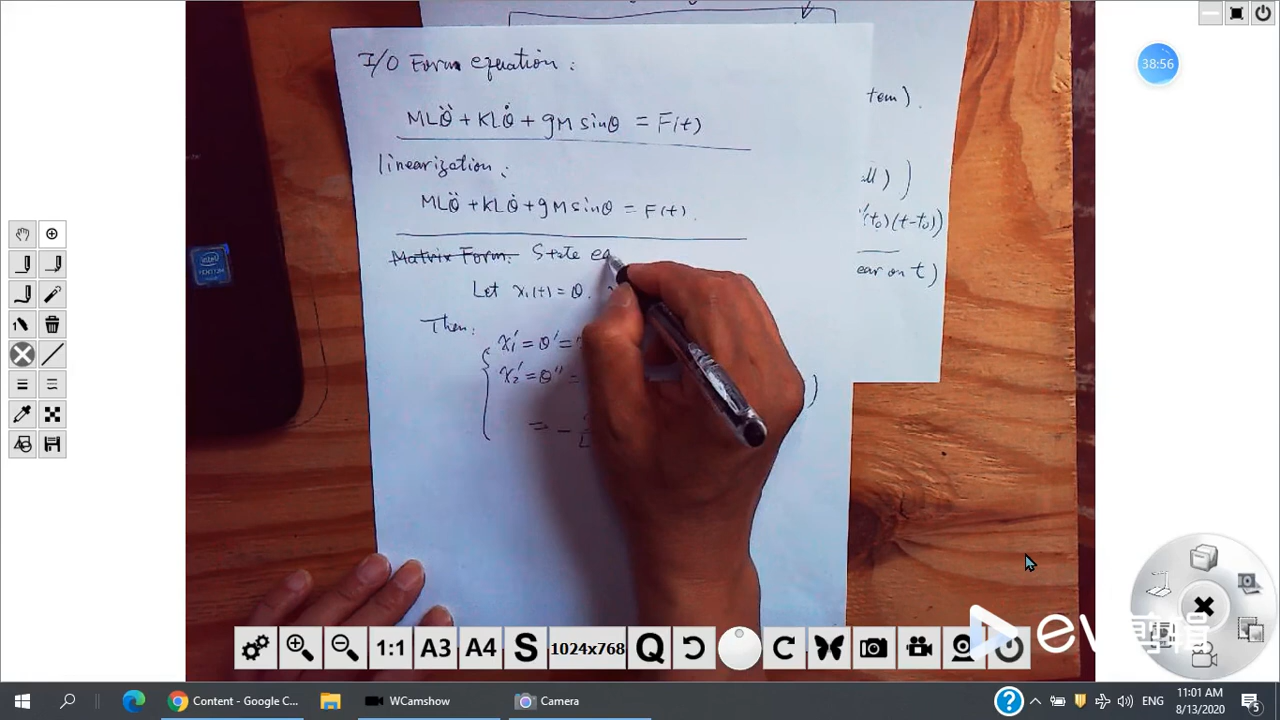 38:56
I/O Form equation:
tem).
MLθ̈ + KLθ̇ + gM sinθ = F(t)
linearization:
all ) )
MLθ̈ + KLθ̇ + gM sinθ = F(t).
'(t₀)(t-t₀))
Matrix Form: State eq
ear on t)
Let x₁(t) = θ.
Then:
x₁' = θ' =
x₂' = θ'' =
)
= -
1:1 A3 A4 S 1024x768 Q
Content - Google C...
WCamshow
Camera
ENG
11:01 AM
8/13/2020
5